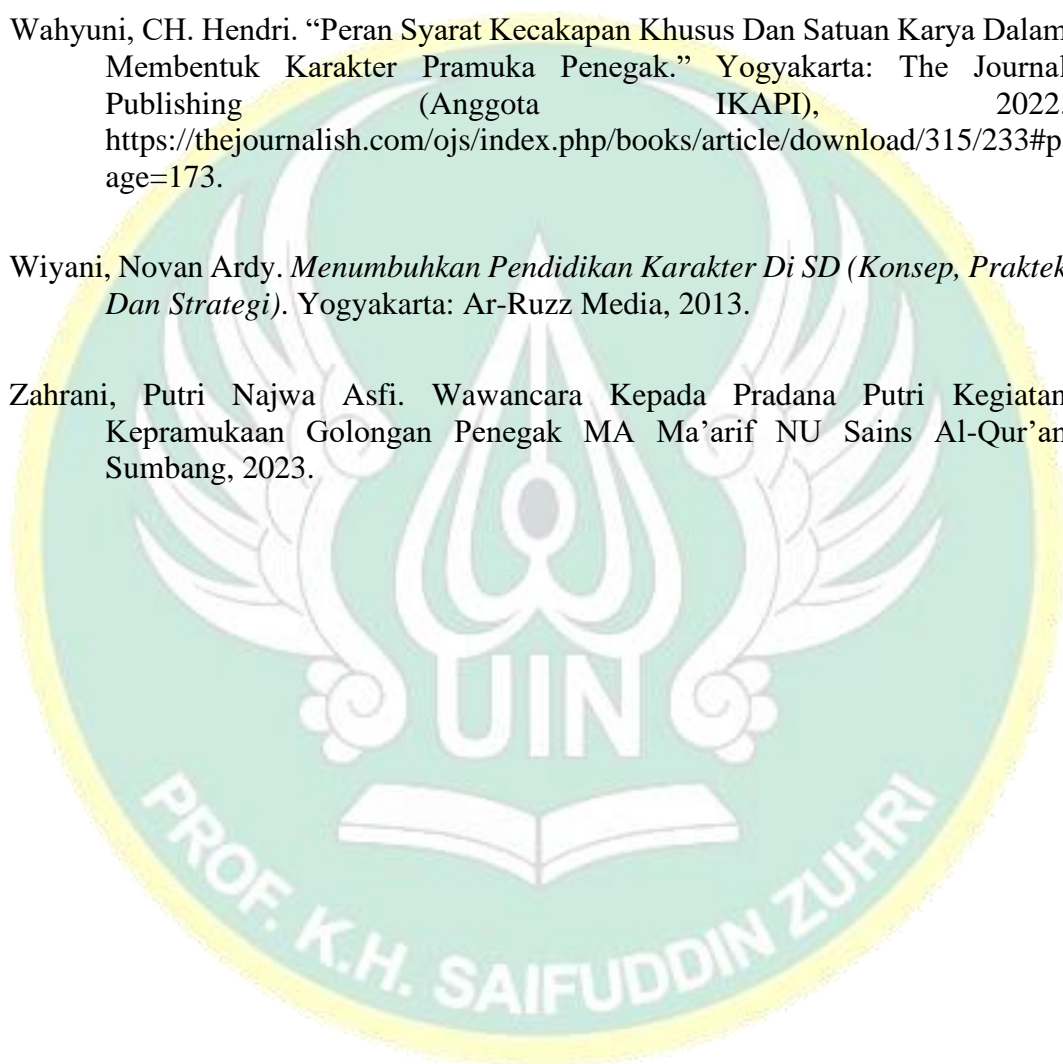 Wahyuni, CH. Hendri. “Peran Syarat Kecakapan Khusus Dan Satuan Karya Dalam
Membentuk Karakter Pramuka Penegak.” Yogyakarta: The Journal
Publishing (Anggota IKAPI), 2022.
https://thejournalish.com/ojs/index.php/books/article/download/315/233#p
age=173.
Wiyani, Novan Ardy. Menumbuhkan Pendidikan Karakter Di SD (Konsep, Praktek
Dan Strategi). Yogyakarta: Ar-Ruzz Media, 2013.
Zahrani, Putri Najwa Asfi. Wawancara Kepada Pradana Putri Kegiatan
Kepramukaan Golongan Penegak MA Ma’arif NU Sains Al-Qur’an
Sumbang, 2023.
UIN
PROF. K.H. SAIFUDDIN ZUHRI